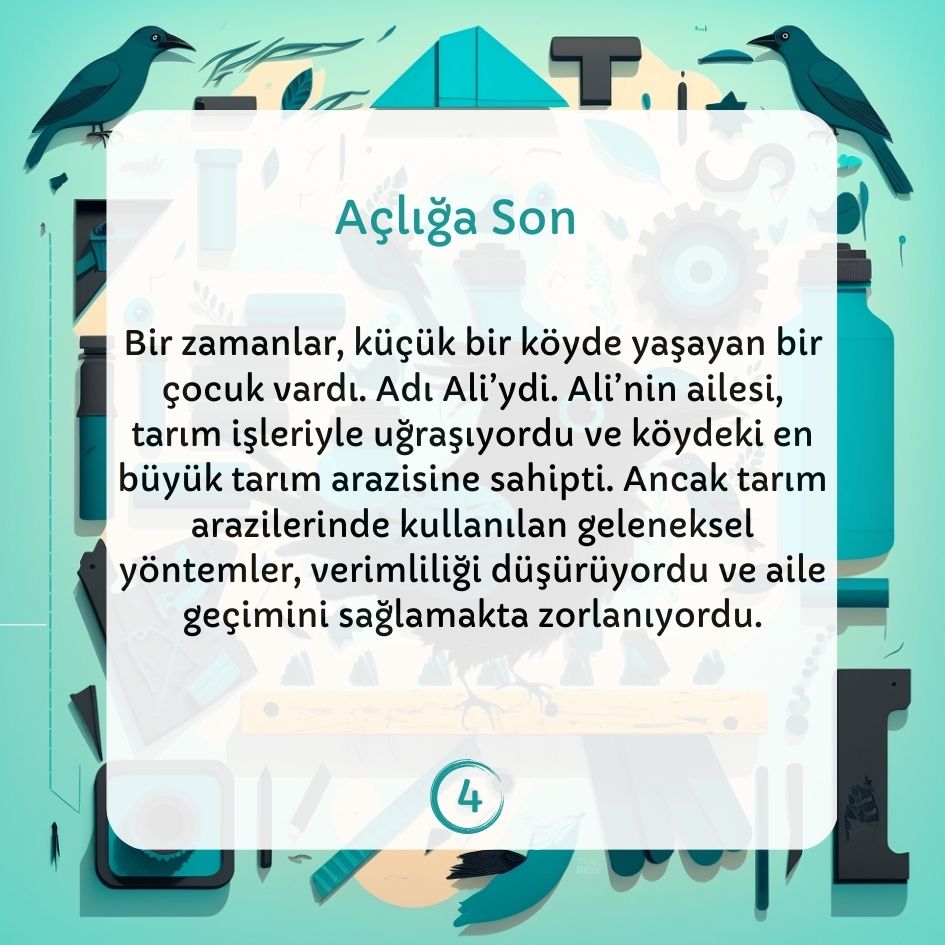 Açlığa Son
Bir zamanlar, küçük bir köyde yaşayan bir
çocuk vardı. Adı Ali’ydi. Ali’nin ailesi,
tarım işleriyle uğraşıyordu ve köydeki en
büyük tarım arazisine sahipti. Ancak tarım
arazilerinde kullanılan geleneksel
yöntemler, verimliliği düşürüyordu ve aile
geçimini sağlamakta zorlanıyordu.
4